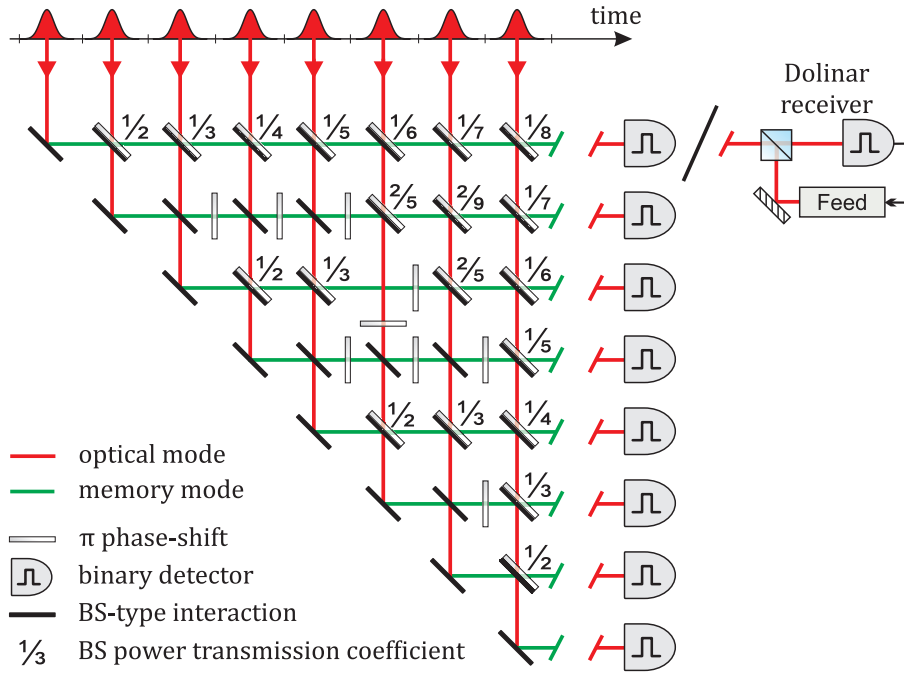 time
Dolinar
receiver
1/2 1/3 1/4 1/5 1/6 1/7 1/8
2/5 2/9 1/7
Feed
1/2 1/3 2/5 1/6
1/5
1/2 1/3 1/4
optical mode
memory mode
1/3
π phase-shift
binary detector
1/2
BS-type interaction
1/3 BS power transmission coefficient